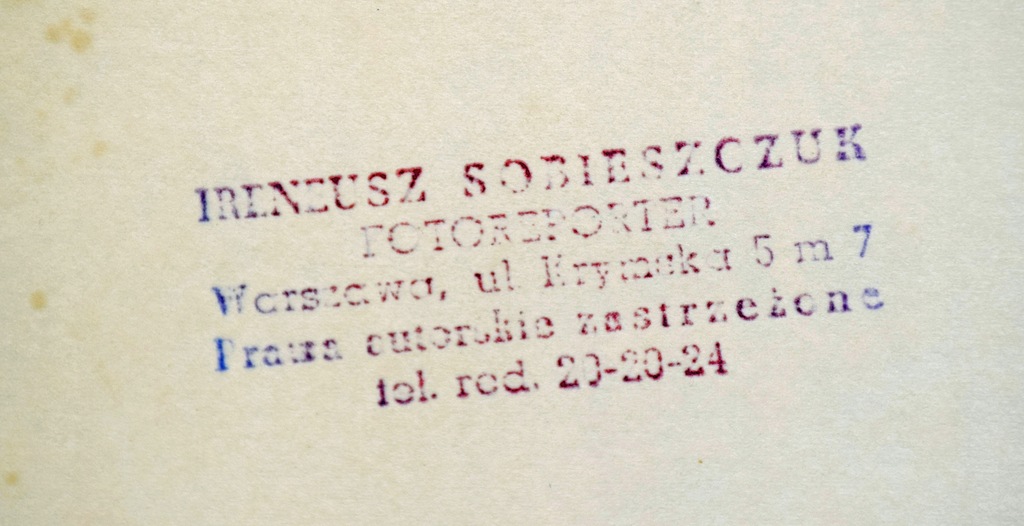 IRENEUSZ SOBIESZCZUK
FOTOREPORTER
Warszawa, ul. Krymska 5 m 7
Prawa autorskie zastrzeżone
tel. red. 20-20-24